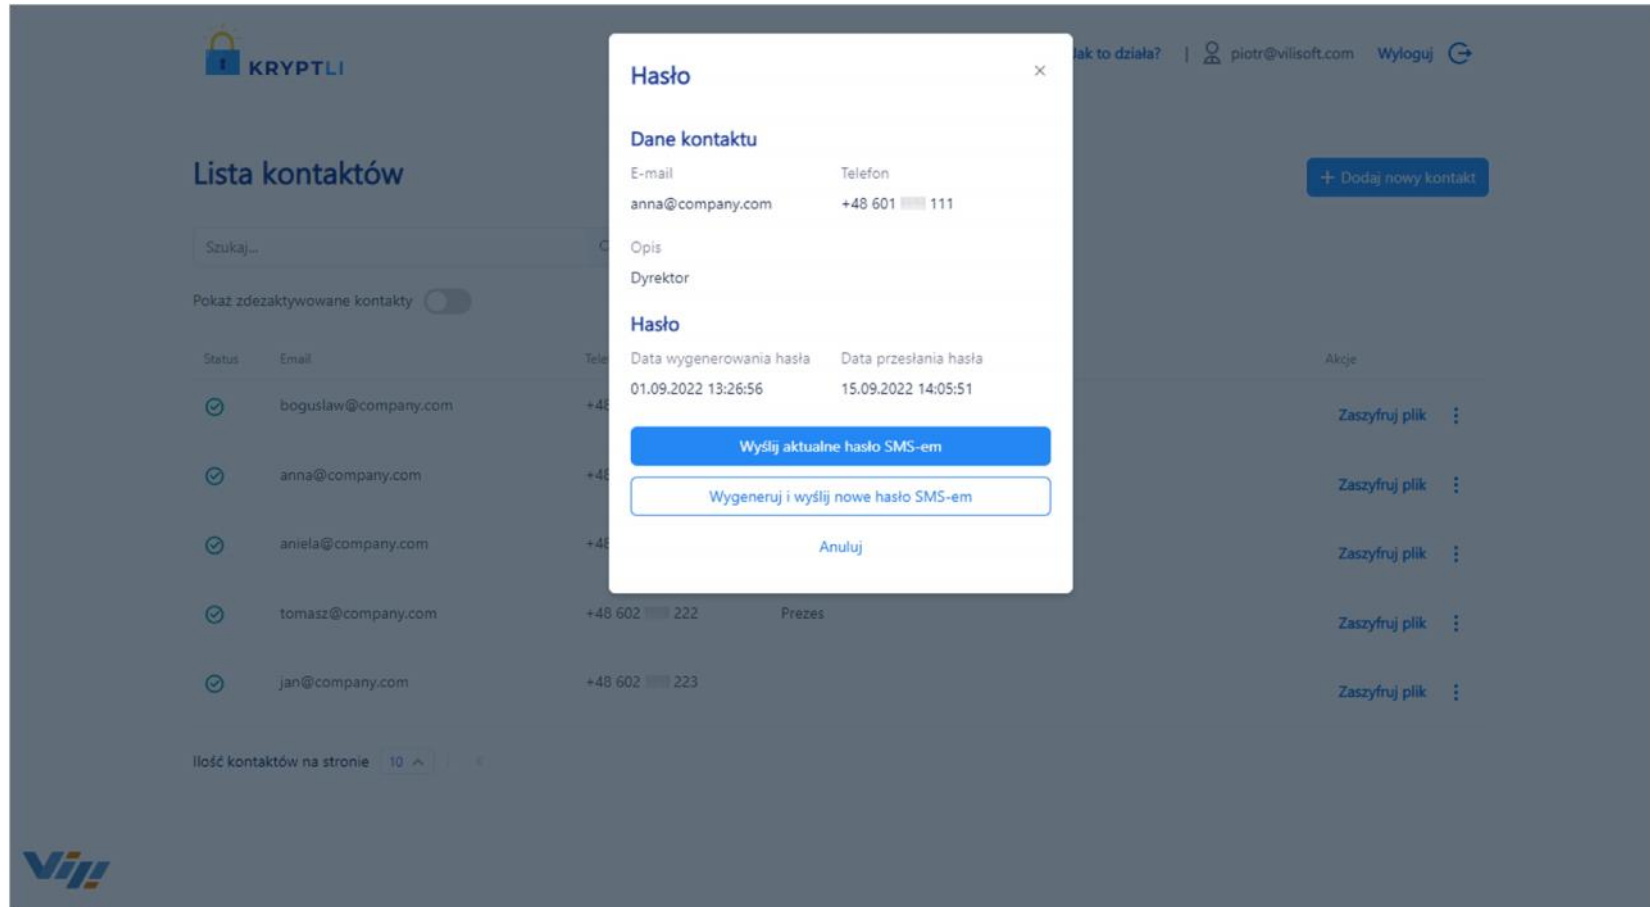 KRYPTLI
Jak to działa? | piotr@vilisoft.com Wyloguj
Lista kontaktów
+ Dodaj nowy kontakt
Szukaj...
Pokaż zdezaktywowane kontakty
Status Email Tele Akcje
boguslaw@company.com +48 Zaszyfruj plik
anna@company.com +48 Zaszyfruj plik
aniela@company.com +48 Zaszyfruj plik
tomasz@company.com +48 602 222 Prezes Zaszyfruj plik
jan@company.com +48 602 223 Zaszyfruj plik
Ilość kontaktów na stronie 10
Hasło
Dane kontaktu
E-mail Telefon
anna@company.com +48 601 111
Opis
Dyrektor
Hasło
Data wygenerowania hasła Data przesłania hasła
01.09.2022 13:26:56 15.09.2022 14:05:51
Wyślij aktualne hasło SMS-em
Wygeneruj i wyślij nowe hasło SMS-em
Anuluj
Vili